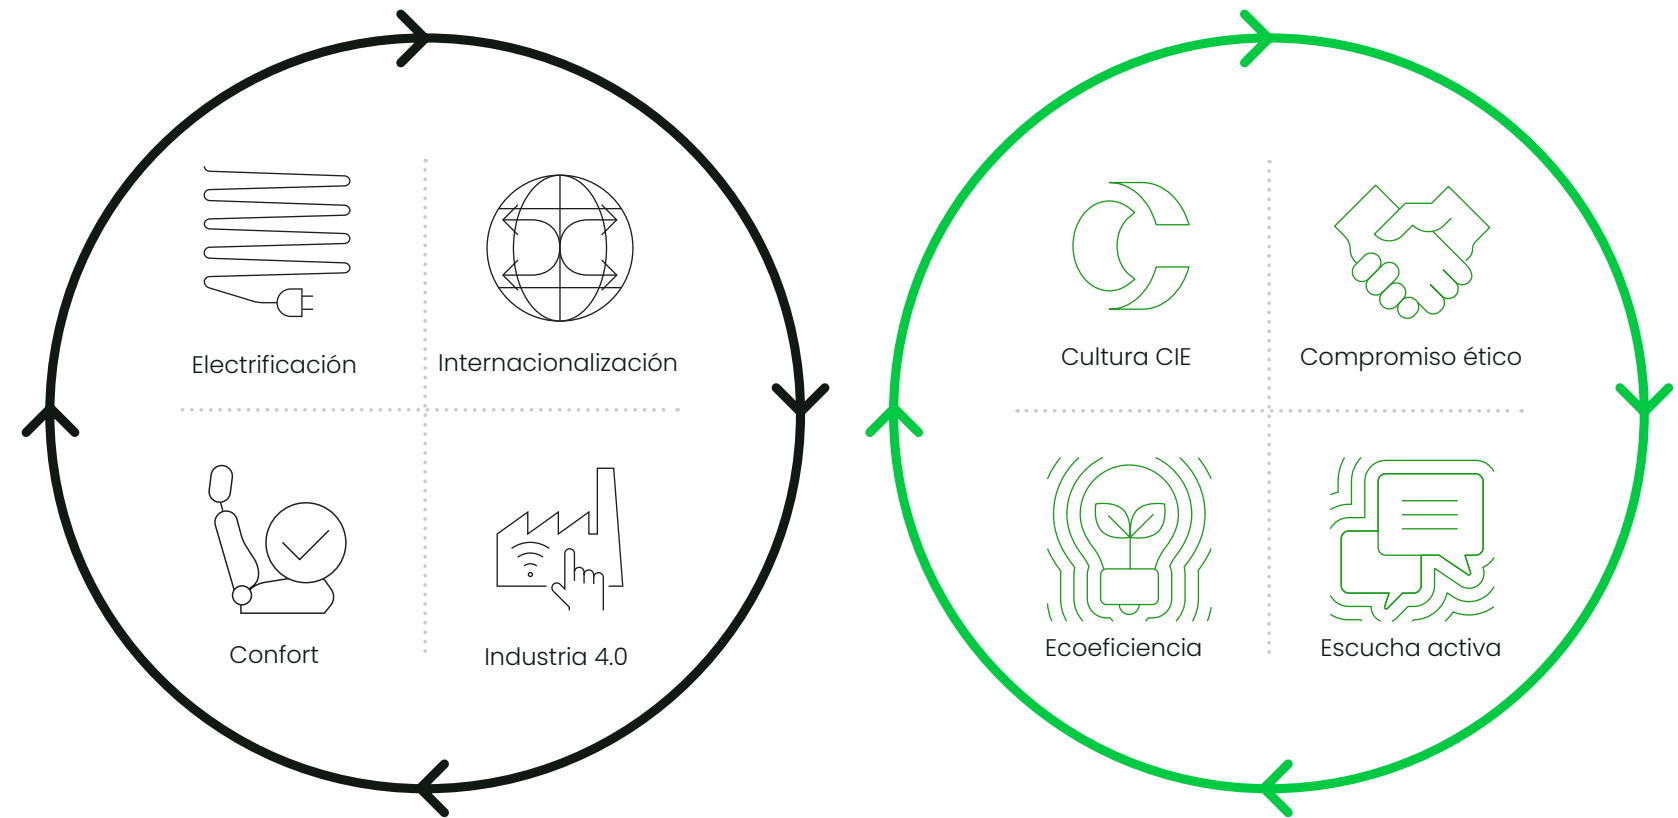 Electrificación
Internacionalización
Confort
Industria 4.0
Cultura CIE
Compromiso ético
Ecoeficiencia
Escucha activa